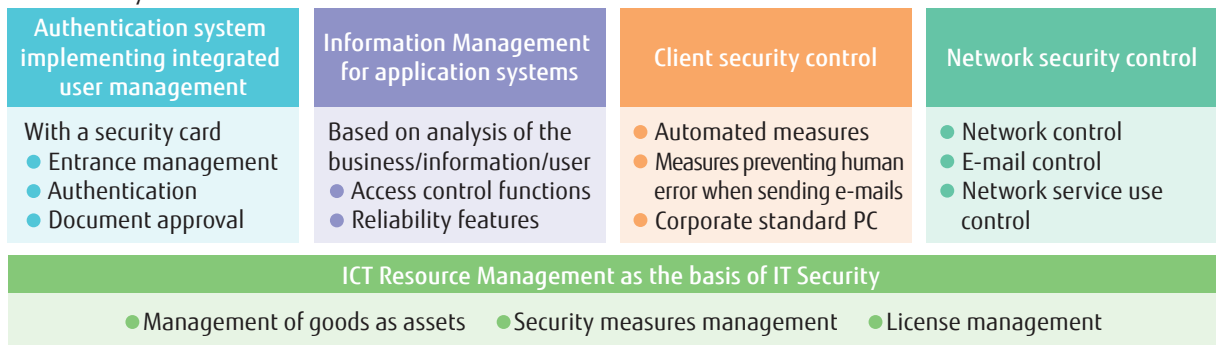 Authentication system
implementing integrated
user management
With a security card
● Entrance management
● Authentication
● Document approval
Information Management
for application systems
Based on analysis of the
business/information/user
● Access control functions
● Reliability features
Client security control
● Automated measures
● Measures preventing human
error when sending e-mails
● Corporate standard PC
Network security control
● Network control
● E-mail control
● Network service use
control
ICT Resource Management as the basis of IT Security
● Management of goods as assets ● Security measures management ● License management